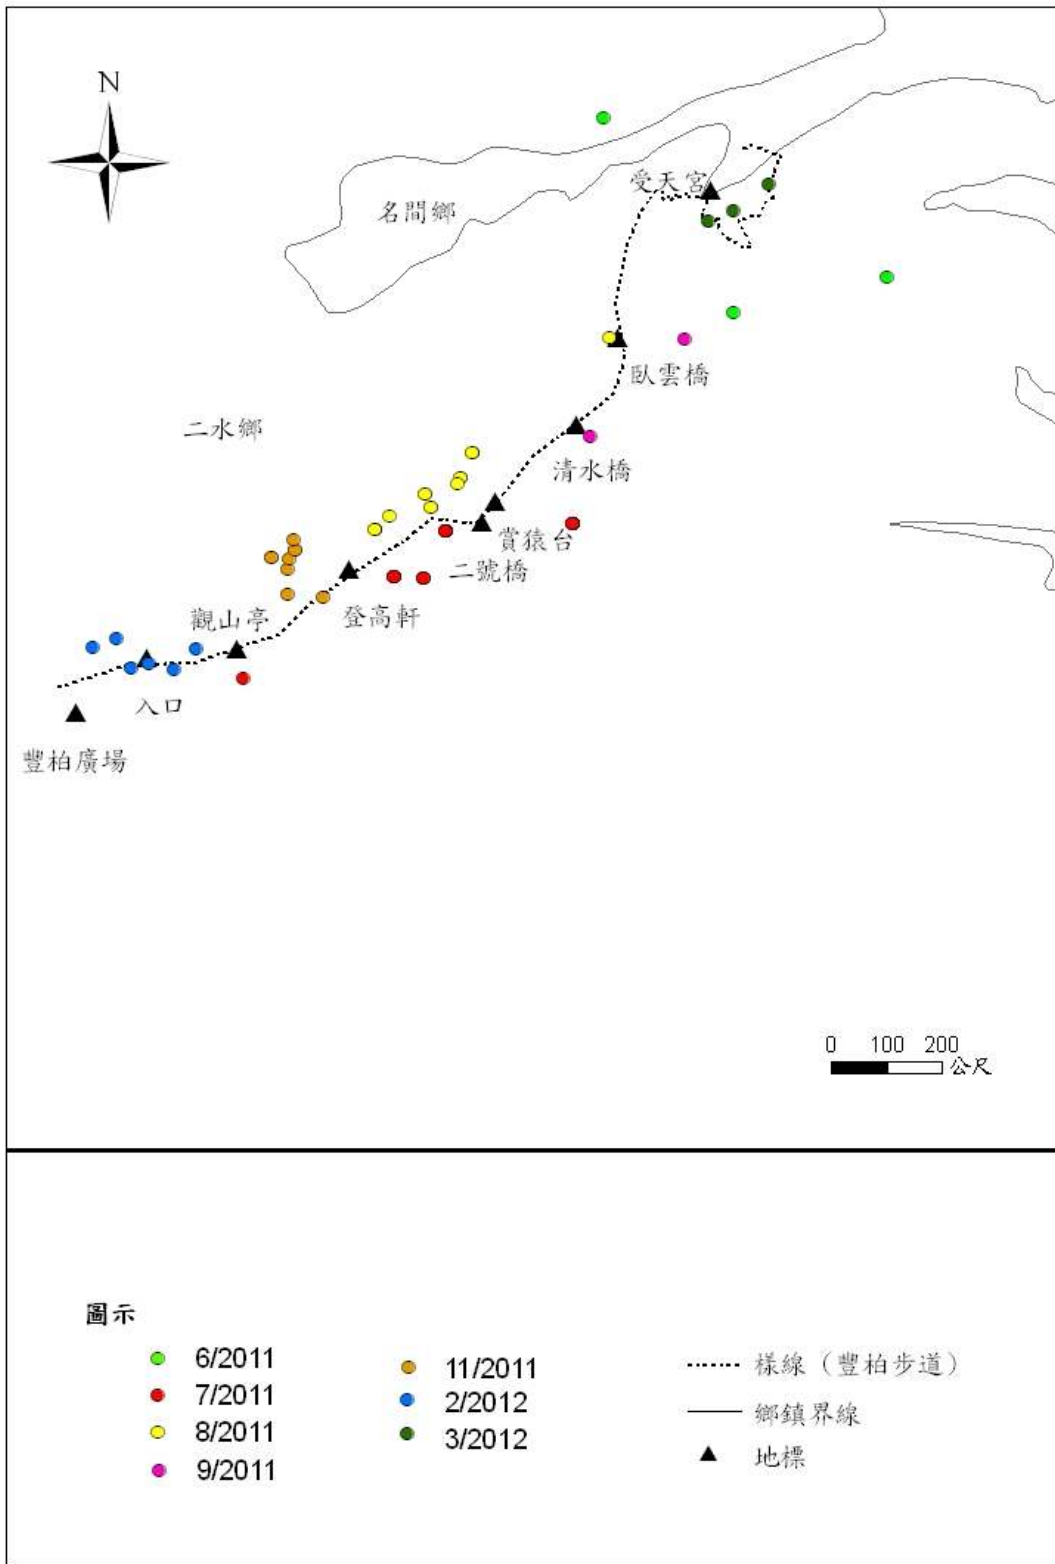 N
受天宮
名間鄉
臥雲橋
二水鄉
清水橋
賞猿台
二號橋
登高軒
觀山亭
入口
豐柏廣場
0 100 200
公尺
圖示
6/2011
7/2011
8/2011
9/2011
11/2011
2/2012
3/2012
樣線（豐柏步道）
鄉鎮界線
地標